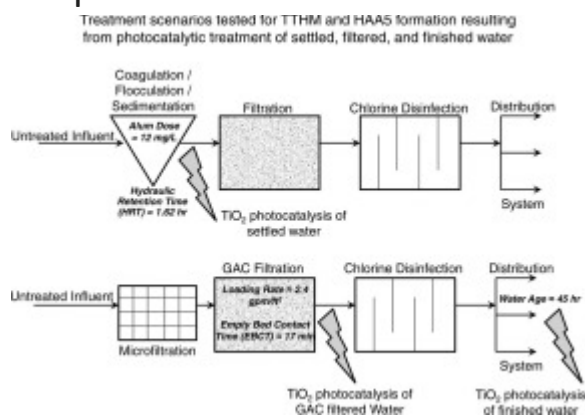 Treatment scenarios tested for TTHM and HAA5 formation resulting
from photocatalytic treatment of settled, filtered, and finished water
Coagulation /
Flocculation /
Sedimentation
Filtration
Chlorine Disinfection
Distribution
Alum Dose
= 12 mg/L
Untreated Influent
Hydraulic
Retention Time
(HRT) = 1.62 hr
System
TiO₂ photocatalysis of
settled water
GAC Filtration
Chlorine Disinfection
Distribution
Untreated Influent
Loading Rate = 2.4
gpm/ft²
Water Age = 45 hr
Empty Bed Contact
Time (EBCT) = 17 min
Microfiltration
System
TiO₂ photocatalysis of
GAC filtered Water
TiO₂ photocatalysis
of finished water